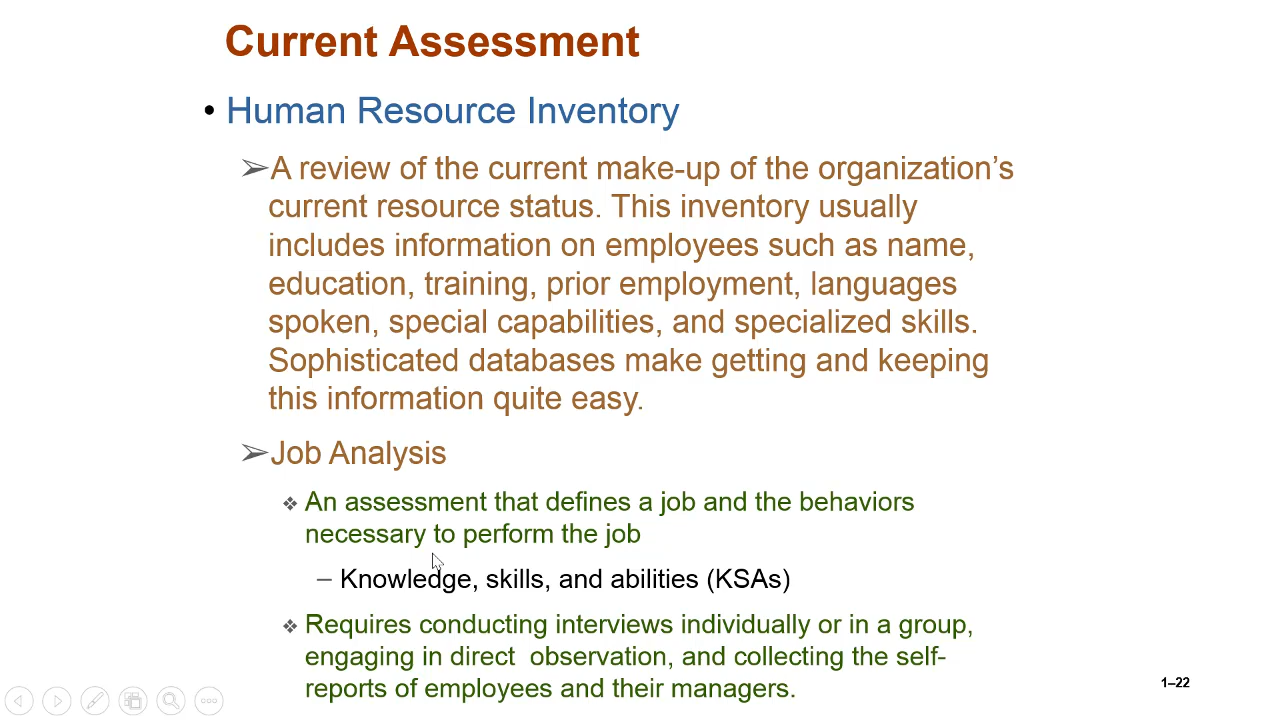 Current Assessment
• Human Resource Inventory
➢A review of the current make-up of the organization’s
current resource status. This inventory usually
includes information on employees such as name,
education, training, prior employment, languages
spoken, special capabilities, and specialized skills.
Sophisticated databases make getting and keeping
this information quite easy.
➢Job Analysis
❖ An assessment that defines a job and the behaviors
necessary to perform the job
– Knowledge, skills, and abilities (KSAs)
❖ Requires conducting interviews individually or in a group,
engaging in direct  observation, and collecting the self-
reports of employees and their managers.
1–22